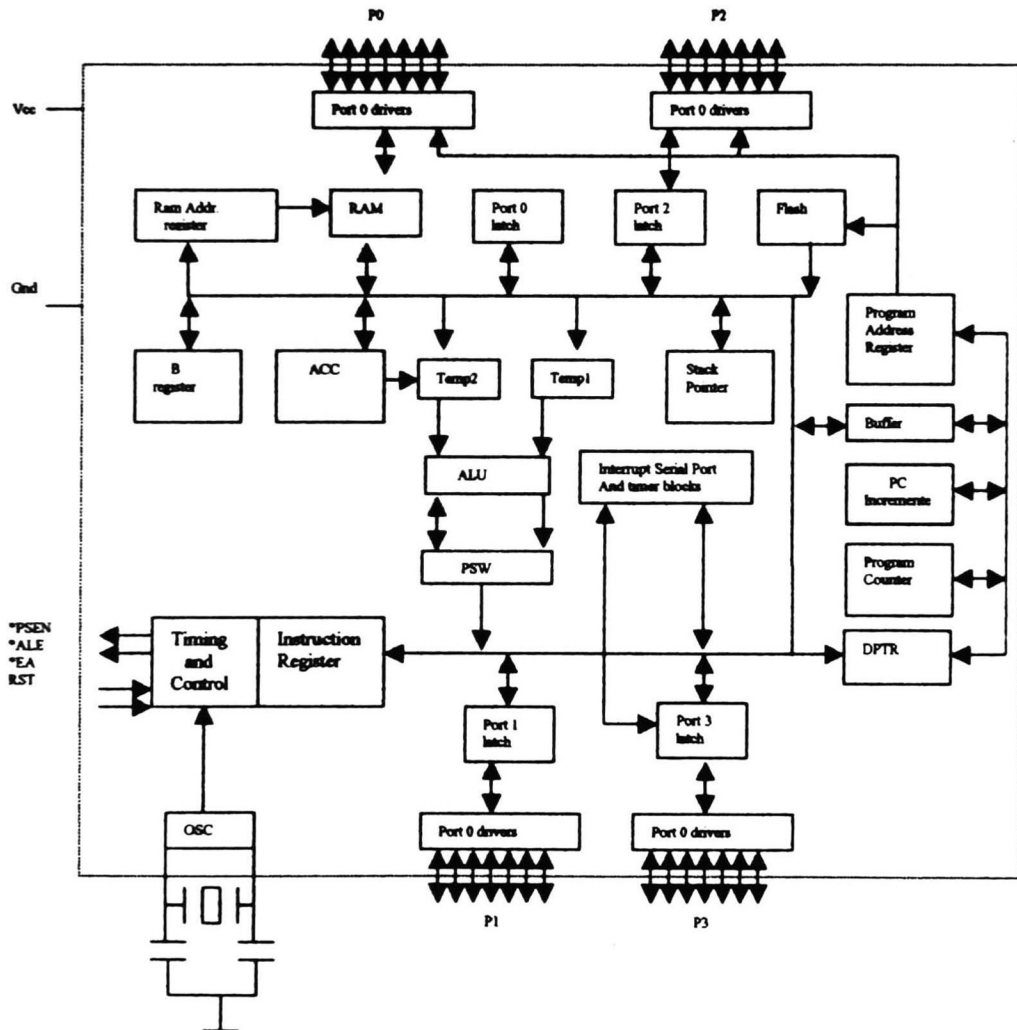 P0
P2
Vcc
Port 0 drivers
Port 0 drivers
Ram Addr.
register
RAM
Port 0
latch
Port 2
latch
Flash
Gnd
Program
Address
Register
B
register
ACC
Temp2
Temp1
Stack
Pointer
Buffer
ALU
Interrupt Serial Port
And timer blocks
PC
Incremente
PSW
Program
Counter
*PSEN
*ALE
*EA
RST
Timing
and
Control
Instruction
Register
DPTR
Port 1
latch
Port 3
latch
OSC
Port 0 drivers
Port 0 drivers
P1
P3